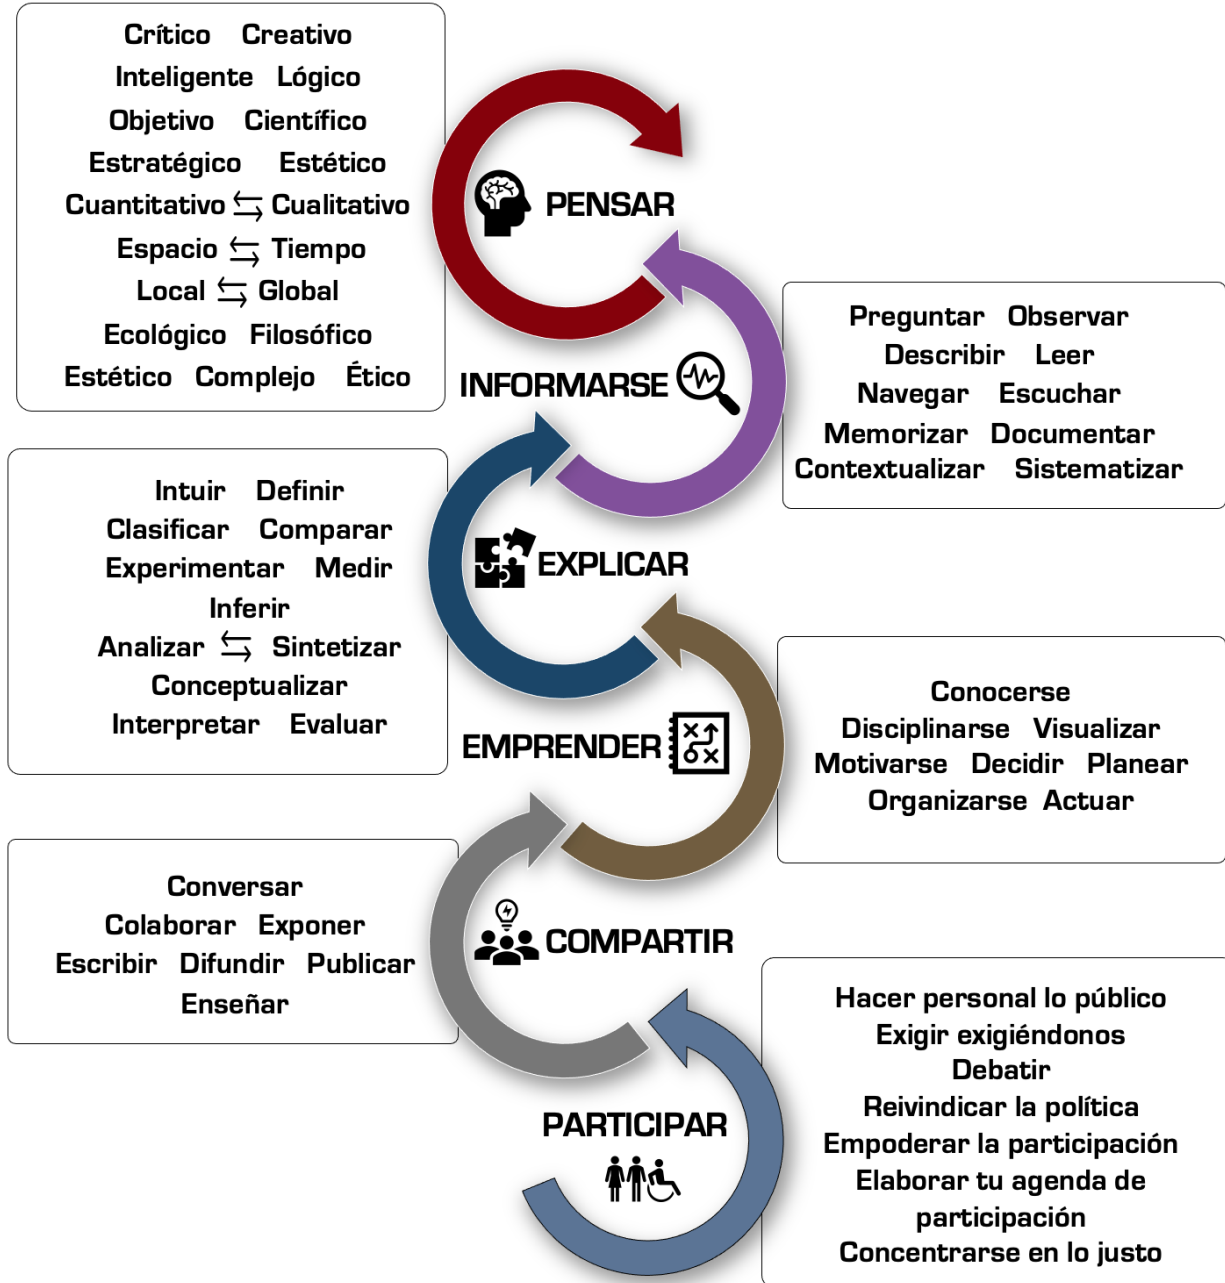 Crítico Creativo
Inteligente Lógico
Objetivo Científico
Estratégico Estético
Cuantitativo ⇆ Cualitativo
Espacio ⇆ Tiempo
Local ⇆ Global
Ecológico Filosófico
Estético Complejo Ético
PENSAR
INFORMARSE
Preguntar Observar
Describir Leer
Navegar Escuchar
Memorizar Documentar
Contextualizar Sistematizar
Intuir Definir
Clasificar Comparar
Experimentar Medir
Inferir
Analizar ⇆ Sintetizar
Conceptualizar
Interpretar Evaluar
EXPLICAR
EMPRENDER
Conocerse
Disciplinarse Visualizar
Motivarse Decidir Planear
Organizarse Actuar
Conversar
Colaborar Exponer
Escribir Difundir Publicar
Enseñar
COMPARTIR
PARTICIPAR
Hacer personal lo público
Exigir exigiéndonos
Debatir
Reivindicar la política
Empoderar la participación
Elaborar tu agenda de
participación
Concentrarse en lo justo